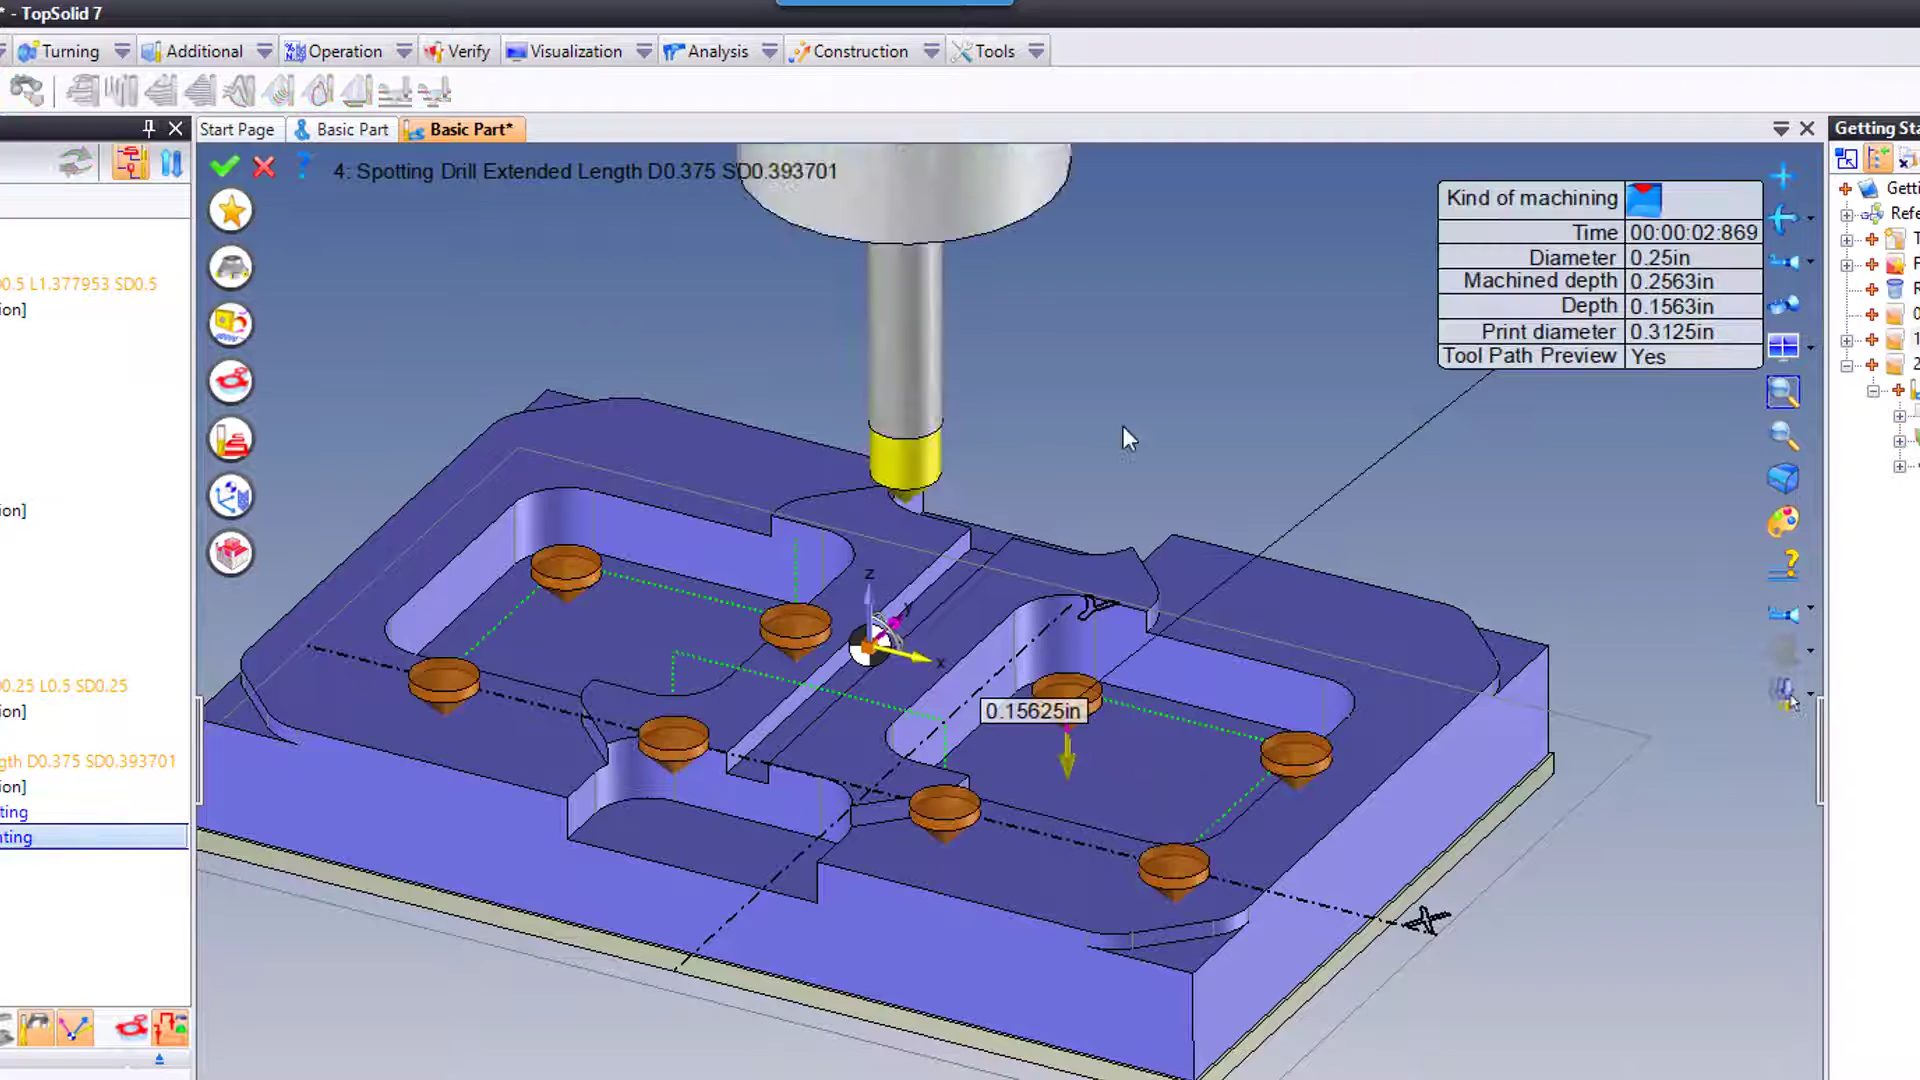 * - TopSolid 7
Turning Additional Operation Verify Visualization Analysis Construction Tools
Start Page Basic Part Basic Part* Getting Sta
4: Spotting Drill Extended Length D0.375 SD0.393701
Kind of machining
Time 00:00:02:869
Diameter 0.25in
Machined depth 0.2563in
Depth 0.1563in
Print diameter 0.3125in
Tool Path Preview Yes
Getti
Refe
0.5 L1.377953 SD0.5
ion]
ion]
0.25 L0.5 SD0.25
ion]
gth D0.375 SD0.393701
ion]
ting
nting
z
y
x
Y
0.15625in
X